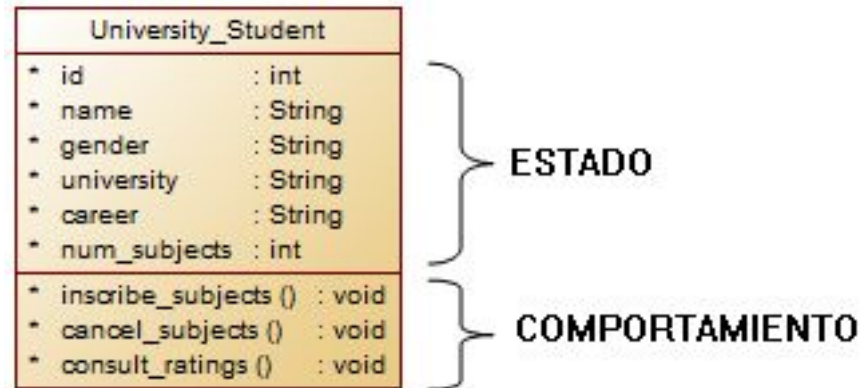 University_Student
* id : int
* name : String
* gender : String
* university : String
* career : String
* num_subjects : int
ESTADO
* inscribe_subjects () : void
* cancel_subjects () : void
* consult_ratings () : void
COMPORTAMIENTO